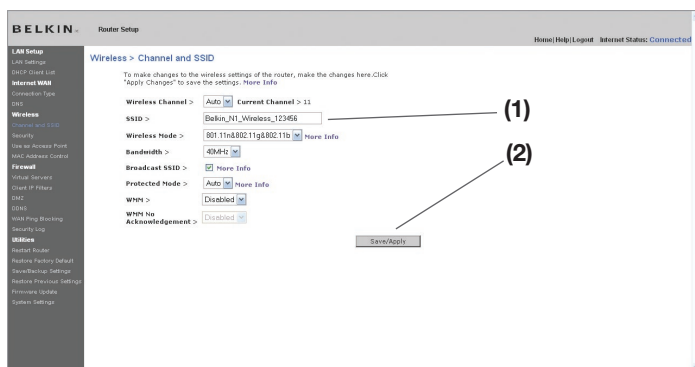 BELKIN®
Router Setup
Home|Help|Logout Internet Status: Connected
LAN Setup
LAN Settings
DHCP Client List
Internet WAN
Connection Type
DNS
Wireless
Channel and SSID
Security
Use as Access Point
MAC Address Control
Firewall
Virtual Servers
Client IP Filters
DMZ
DDNS
WAN Ping Blocking
Security Log
Utilities
Restart Router
Restore Factory Default
Save/Backup Settings
Restore Previous Settings
Firmware Update
System Settings
Wireless > Channel and SSID
To make changes to the wireless settings of the router, make the changes here.Click
"Apply Changes" to save the settings. More Info
Wireless Channel > Auto Current Channel > 11
SSID > Belkin_N1_Wireless_123456
(1)
Wireless Mode > 801.11n&802.11g&802.11b More Info
Bandwidth > 40MHz
(2)
Broadcast SSID > More Info
Protected Mode > Auto More Info
WMM > Disabled
WMM No
Acknowledgement > Disabled
Save/Apply